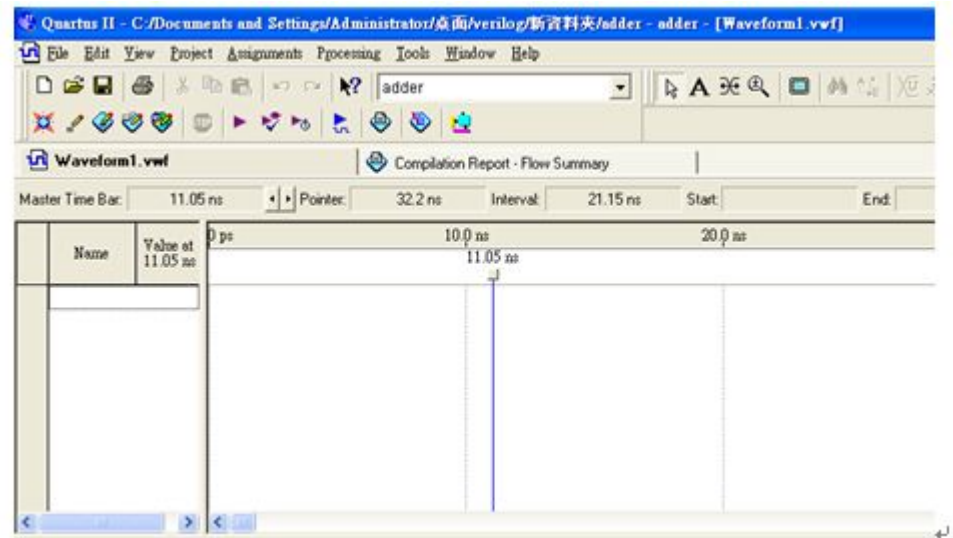 Quartus II - C:/Documents and Settings/Administrator/桌面/verilog/新資料夾/adder - adder - [Waveform1.vwf]
File Edit View Project Assignments Processing Tools Window Help
adder
Waveform1.vwf
Compilation Report - Flow Summary
Master Time Bar: 11.05 ns Pointer: 32.2 ns Interval: 21.15 ns Start: End:
Name
Value at
11.05 ns
0 ps 10.0 ns 20.0 ns
11.05 ns